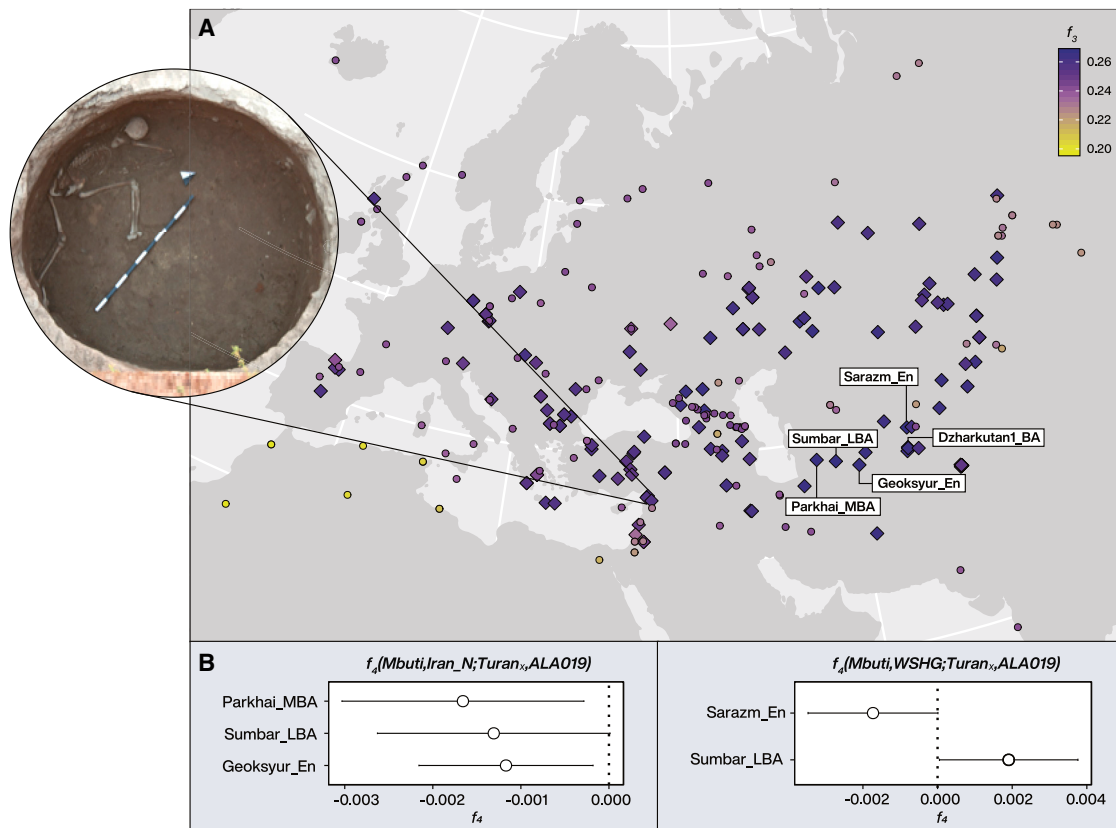 A
f3
0.26
0.24
0.22
0.20
Sarazm_En
Sumbar_LBA
Dzharkutan1_BA
Geoksyur_En
Parkhai_MBA
B
f4(Mbuti,Iran_N;TuranX,ALA019)
Parkhai_MBA
Sumbar_LBA
Geoksyur_En
-0.003
-0.002
-0.001
0.000
f4
f4(Mbuti,WSHG;TuranX,ALA019)
Sarazm_En
Sumbar_LBA
-0.002
0.000
0.002
0.004
f4